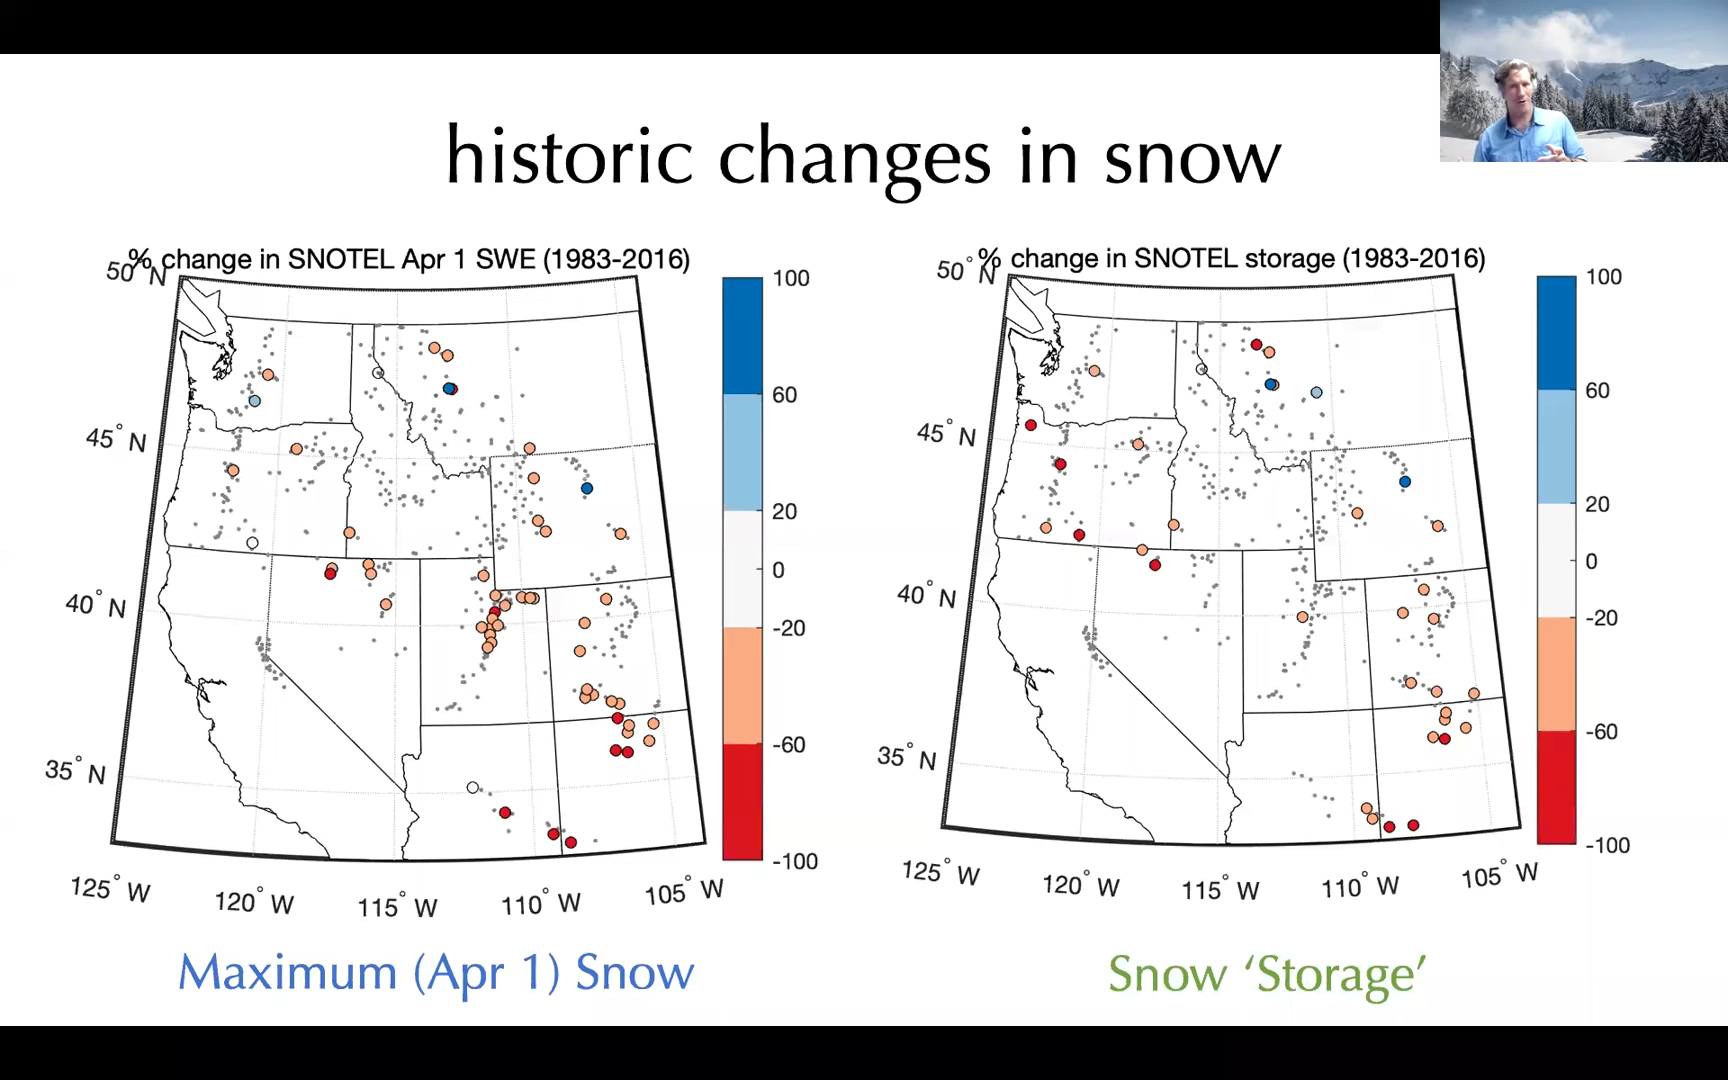 historic changes in snow
% change in SNOTEL Apr 1 SWE (1983-2016)
50° N
45° N
40° N
35° N
125° W
120° W
115° W
110° W
105° W
100
60
20
0
-20
-60
-100
Maximum (Apr 1) Snow
% change in SNOTEL storage (1983-2016)
50° N
45° N
40° N
35° N
125° W
120° W
115° W
110° W
105° W
100
60
20
0
-20
-60
-100
Snow ‘Storage’